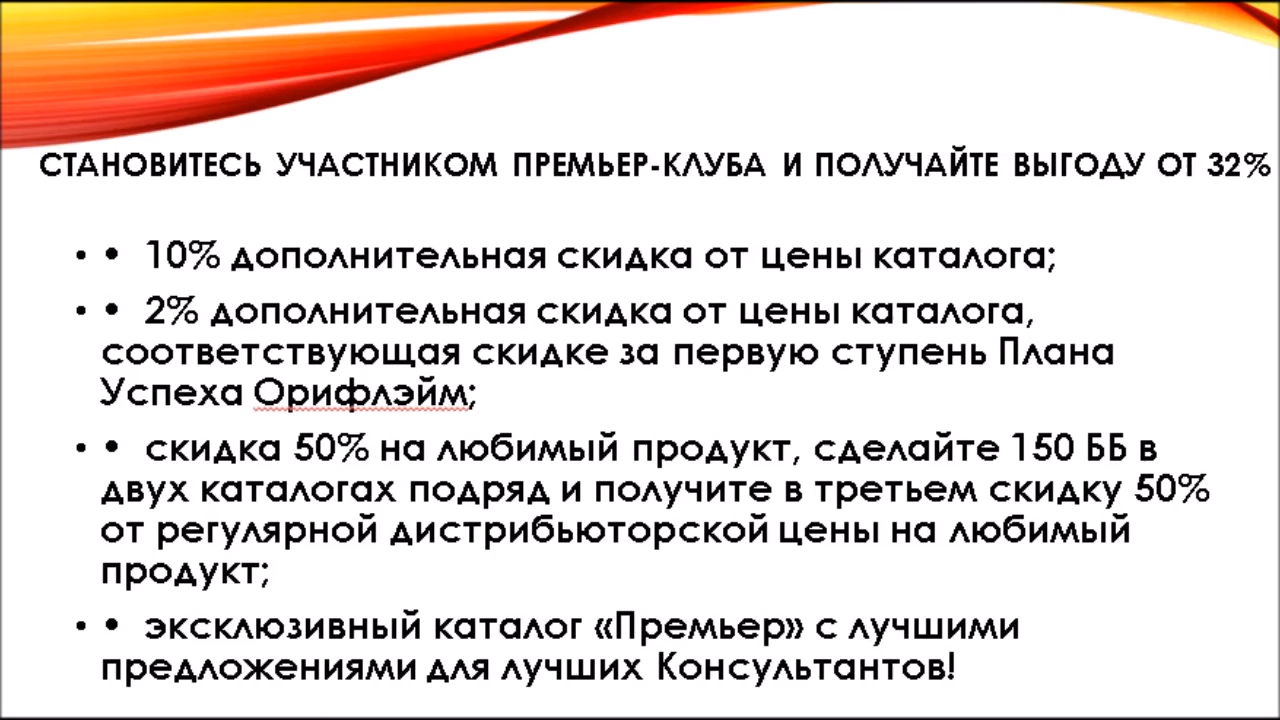 СТАНОВИТЕСЬ УЧАСТНИКОМ ПРЕМЬЕР-КЛУБА И ПОЛУЧАЙТЕ ВЫГОДУ ОТ 32%
• • 10% дополнительная скидка от цены каталога;
• • 2% дополнительная скидка от цены каталога,
соответствующая скидке за первую ступень Плана
Успеха Орифлэйм;
• • скидка 50% на любимый продукт, сделайте 150 ББ в
двух каталогах подряд и получите в третьем скидку 50%
от регулярной дистрибьюторской цены на любимый
продукт;
• • эксклюзивный каталог «Премьер» с лучшими
предложениями для лучших Консультантов!